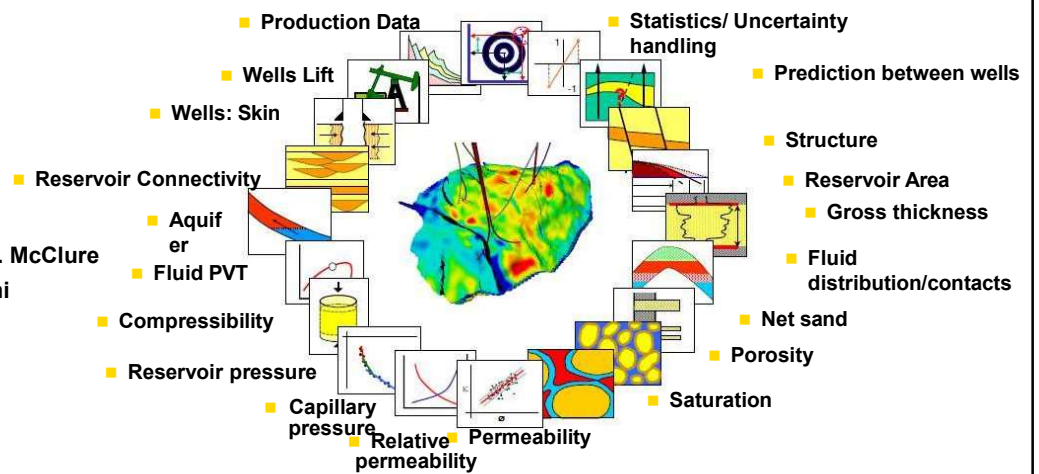 Production Data
Statistics/ Uncertainty
handling
Wells Lift
Prediction between wells
Wells: Skin
Structure
Reservoir Connectivity
Reservoir Area
Gross thickness
Aquif
er
McClure
Fluid PVT
Fluid
distribution/contacts
Compressibility
Net sand
Porosity
Reservoir pressure
Saturation
Capillary
pressure
Relative
permeability
Permeability
1
-1
?
K
ø